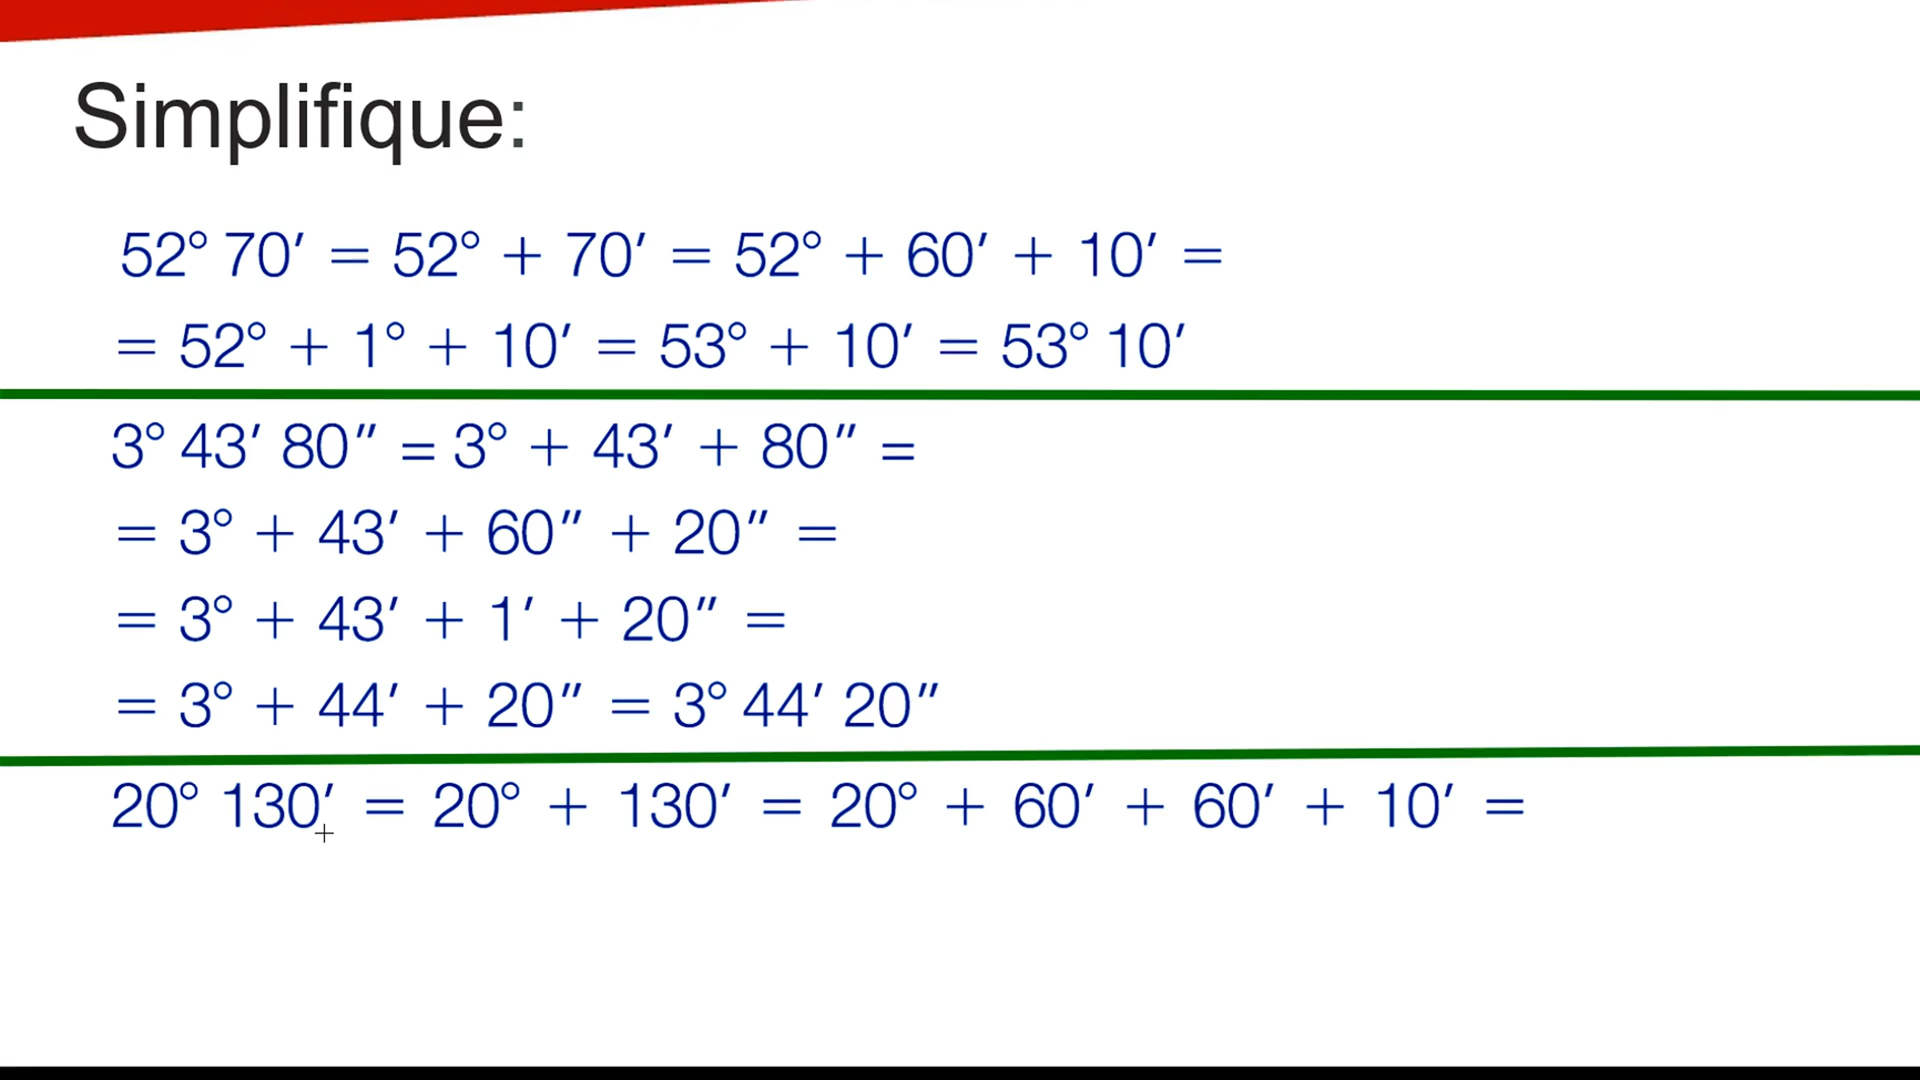 Simplifique:
52° 70′ = 52° + 70′ = 52° + 60′ + 10′ =
= 52° + 1° + 10′ = 53° + 10′ = 53° 10′
3° 43′ 80″ = 3° + 43′ + 80″ =
= 3° + 43′ + 60″ + 20″ =
= 3° + 43′ + 1′ + 20″ =
= 3° + 44′ + 20″ = 3° 44′ 20″
20° 130′ = 20° + 130′ = 20° + 60′ + 60′ + 10′ =